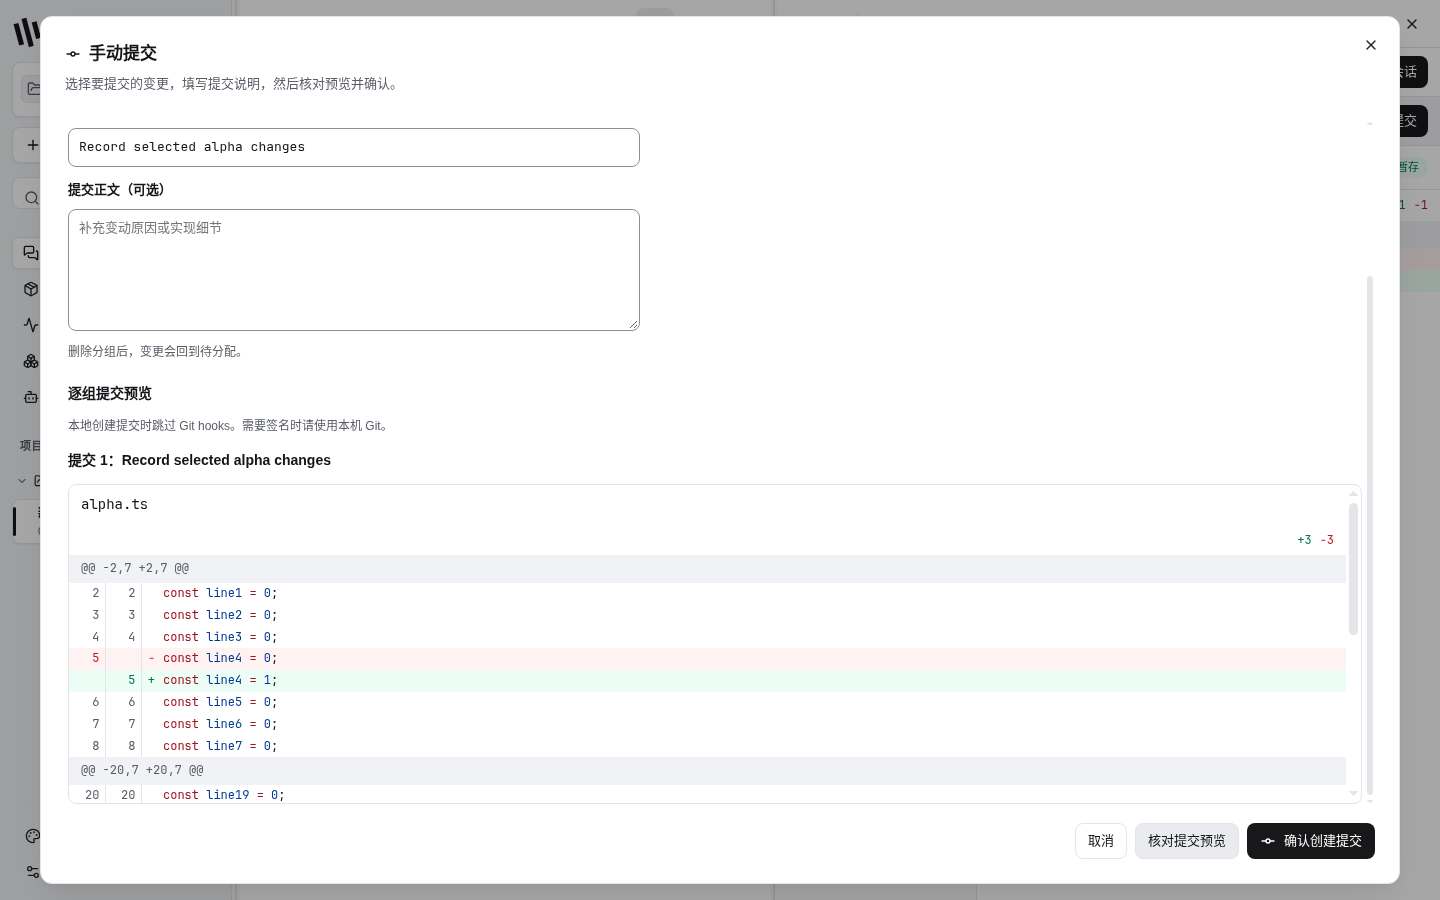 手动提交
选择要提交的变更，填写提交说明，然后核对预览并确认。
Record selected alpha changes
提交正文（可选）
补充变动原因或实现细节
删除分组后，变更会回到待分配。
逐组提交预览
本地创建提交时跳过 Git hooks。需要签名时请使用本机 Git。
提交 1：Record selected alpha changes
alpha.ts
+3 -3
@@ -2,7 +2,7 @@
2 2 const line1 = 0;
3 3 const line2 = 0;
4 4 const line3 = 0;
5 - const line4 = 0;
5 + const line4 = 1;
6 6 const line5 = 0;
7 7 const line6 = 0;
8 8 const line7 = 0;
@@ -20,7 +20,7 @@
20 20 const line19 = 0;
取消
核对提交预览
确认创建提交
项目
话
提交
暂存
1 -1